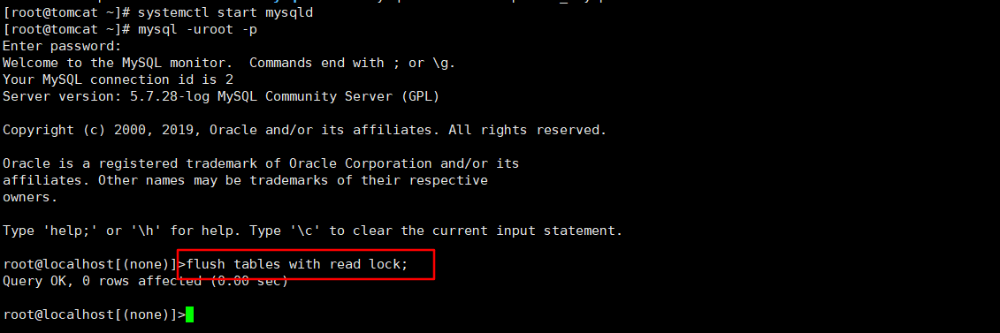 [root@tomcat ~]# systemctl start mysqld
[root@tomcat ~]# mysql -uroot -p
Enter password:
Welcome to the MySQL monitor.  Commands end with ; or \g.
Your MySQL connection id is 2
Server version: 5.7.28-log MySQL Community Server (GPL)
Copyright (c) 2000, 2019, Oracle and/or its affiliates. All rights reserved.
Oracle is a registered trademark of Oracle Corporation and/or its
affiliates. Other names may be trademarks of their respective
owners.
Type 'help;' or '\h' for help. Type '\c' to clear the current input statement.
root@localhost[(none)]>flush tables with read lock;
Query OK, 0 rows affected (0.00 sec)
root@localhost[(none)]>